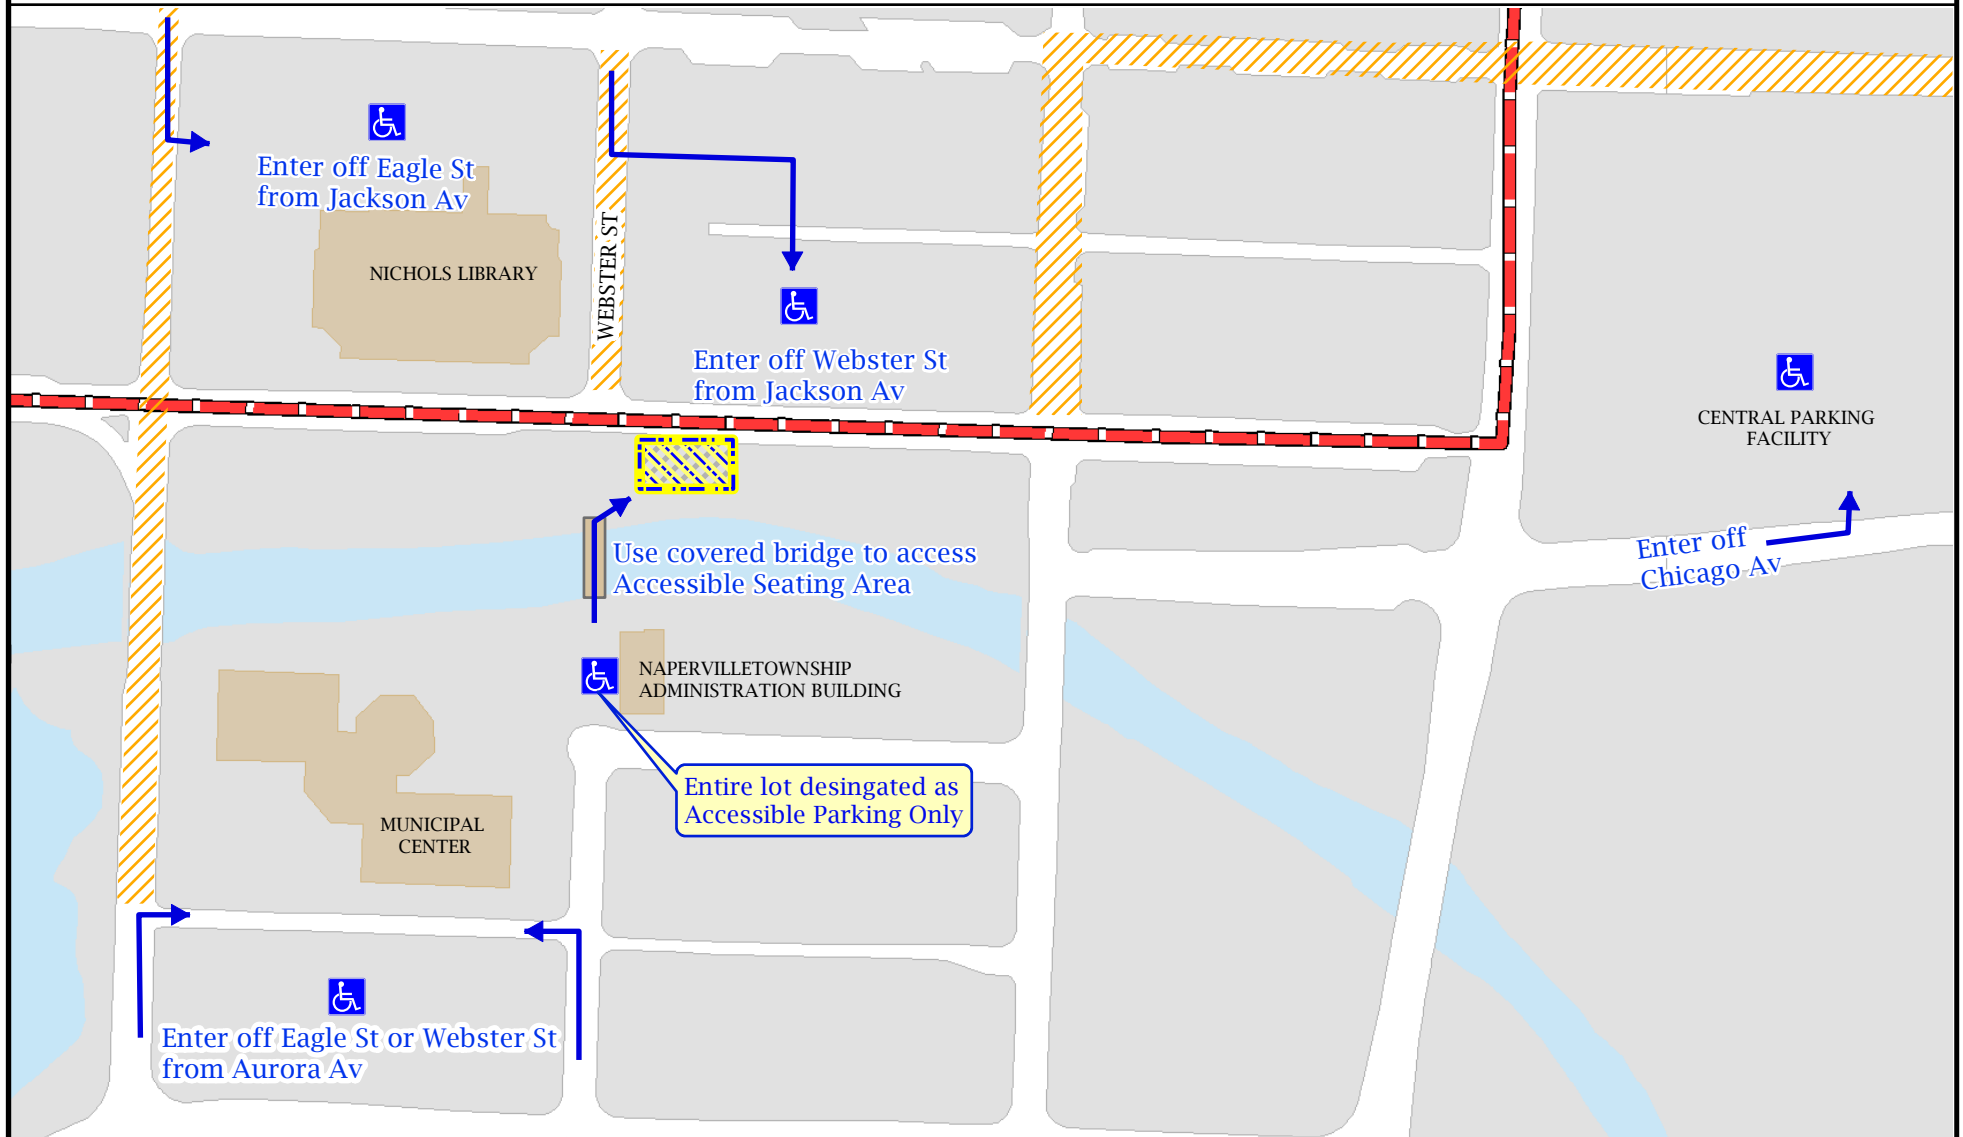 Enter off Eagle St
from Jackson Av
NICHOLS LIBRARY
WEBSTER ST
Enter off Webster St
from Jackson Av
CENTRAL PARKING
FACILITY
Enter off
Chicago Av
Use covered bridge to access
Accessible Seating Area
NAPERVILLETOWNSHIP
ADMINISTRATION BUILDING
Entire lot desingated as
Accessible Parking Only
MUNICIPAL
CENTER
Enter off Eagle St or Webster St
from Aurora Av